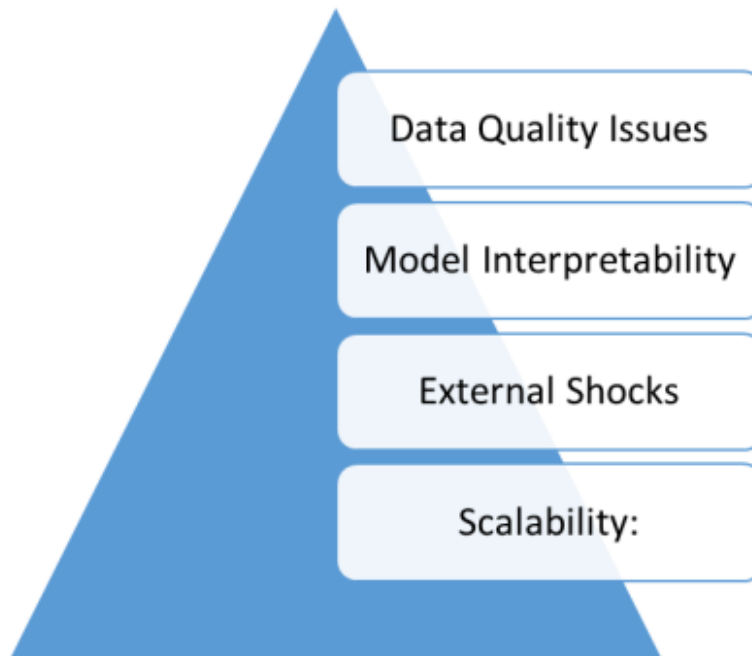 Data Quality Issues
Model Interpretability
External Shocks
Scalability: